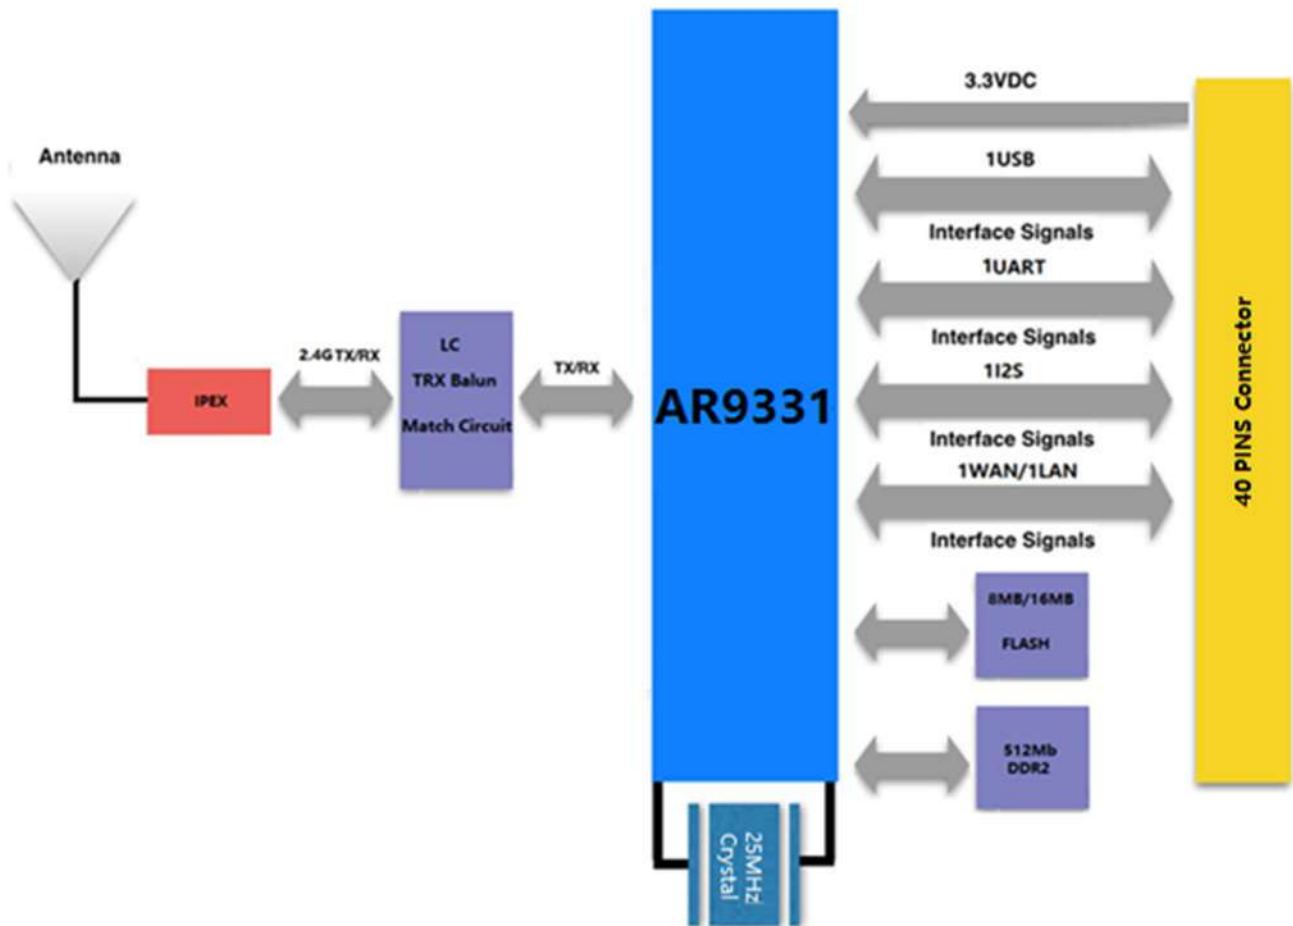 3.3VDC
Antenna
1USB
Interface Signals
1UART
Interface Signals
1I2S
Interface Signals
1WAN/1LAN
Interface Signals
IPEX
2.4G TX/RX
LC
TRX Balun
Match Circuit
TX/RX
AR9331
40 PINS Connector
8MB/16MB
FLASH
512Mb
DDR2
25MHz
Crystal